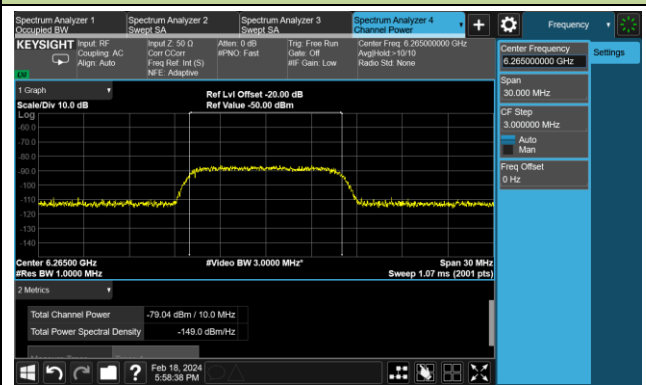 Spectrum Analyzer 1
Occupied BW
Spectrum Analyzer 2
Swept SA
Spectrum Analyzer 3
Swept SA
Spectrum Analyzer 4
Channel Power
Frequency
KEYSIGHT
Input: RF
Coupling: AC
Align: Auto
Input Z: 50 Ω
Corr CCorr
Freq Ref: Int (S)
NFE: Adaptive
Atten: 0 dB
#PNO: Fast
Trig: Free Run
Gate: Off
#IF Gain: Low
Center Freq: 6.265000000 GHz
Avg|Hold:>10/10
Radio Std: None
LXI
Center Frequency
6.265000000 GHz
Settings
Span
30.000 MHz
CF Step
3.000000 MHz
Auto
Man
Freq Offset
0 Hz
1 Graph
Scale/Div 10.0 dB
Ref Lvl Offset -20.00 dB
Ref Value -50.00 dBm
Log
-60.0
-70.0
-80.0
-90.0
-100
-110
-120
-130
-140
Center 6.26500 GHz
#Res BW 1.0000 MHz
#Video BW 3.0000 MHz*
Span 30 MHz
Sweep 1.07 ms (2001 pts)
2 Metrics
Total Channel Power -79.04 dBm / 10.0 MHz
Total Power Spectral Density -149.0 dBm/Hz
Feb 18, 2024
5:58:38 PM